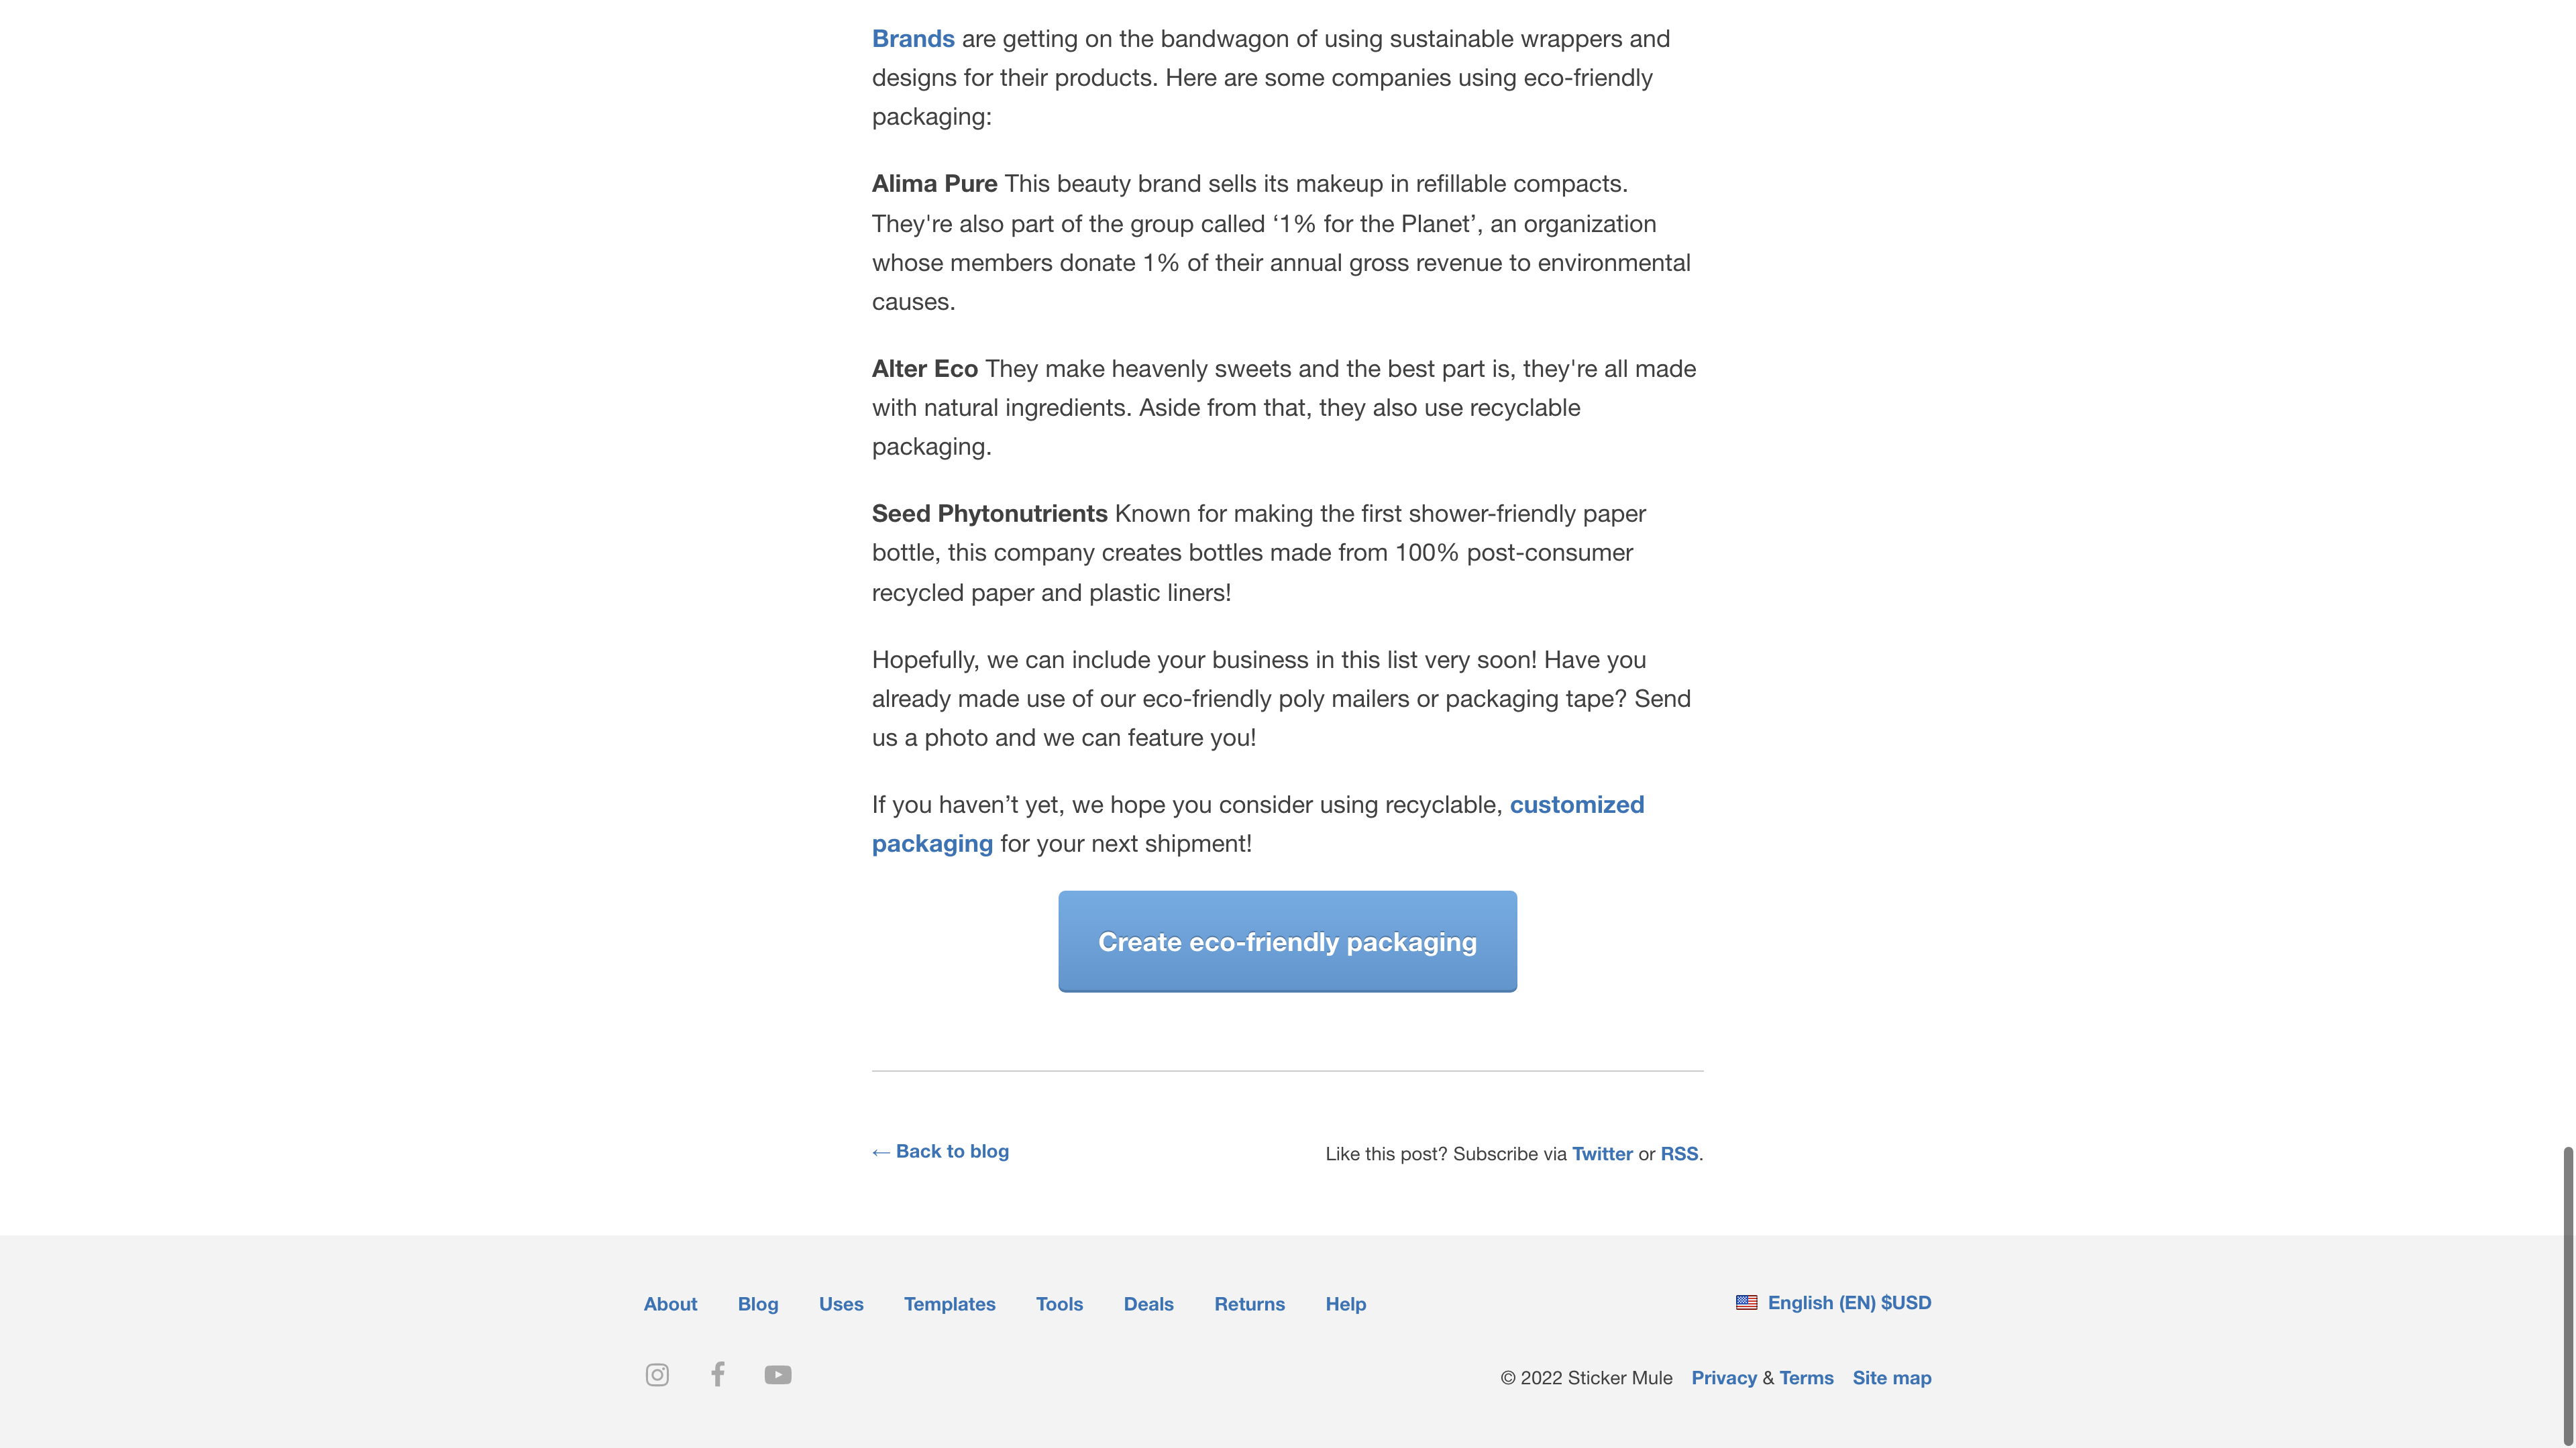 Brands are getting on the bandwagon of using sustainable wrappers and
designs for their products. Here are some companies using eco-friendly
packaging:
Alima Pure This beauty brand sells its makeup in refillable compacts.
They're also part of the group called ‘1% for the Planet’, an organization
whose members donate 1% of their annual gross revenue to environmental
causes.
Alter Eco They make heavenly sweets and the best part is, they're all made
with natural ingredients. Aside from that, they also use recyclable
packaging.
Seed Phytonutrients Known for making the first shower-friendly paper
bottle, this company creates bottles made from 100% post-consumer
recycled paper and plastic liners!
Hopefully, we can include your business in this list very soon! Have you
already made use of our eco-friendly poly mailers or packaging tape? Send
us a photo and we can feature you!
If you haven’t yet, we hope you consider using recyclable, customized
packaging for your next shipment!
Create eco-friendly packaging
← Back to blog
Like this post? Subscribe via Twitter or RSS.
About Blog Uses Templates Tools Deals Returns Help
English (EN) $USD
© 2022 Sticker Mule Privacy & Terms Site map